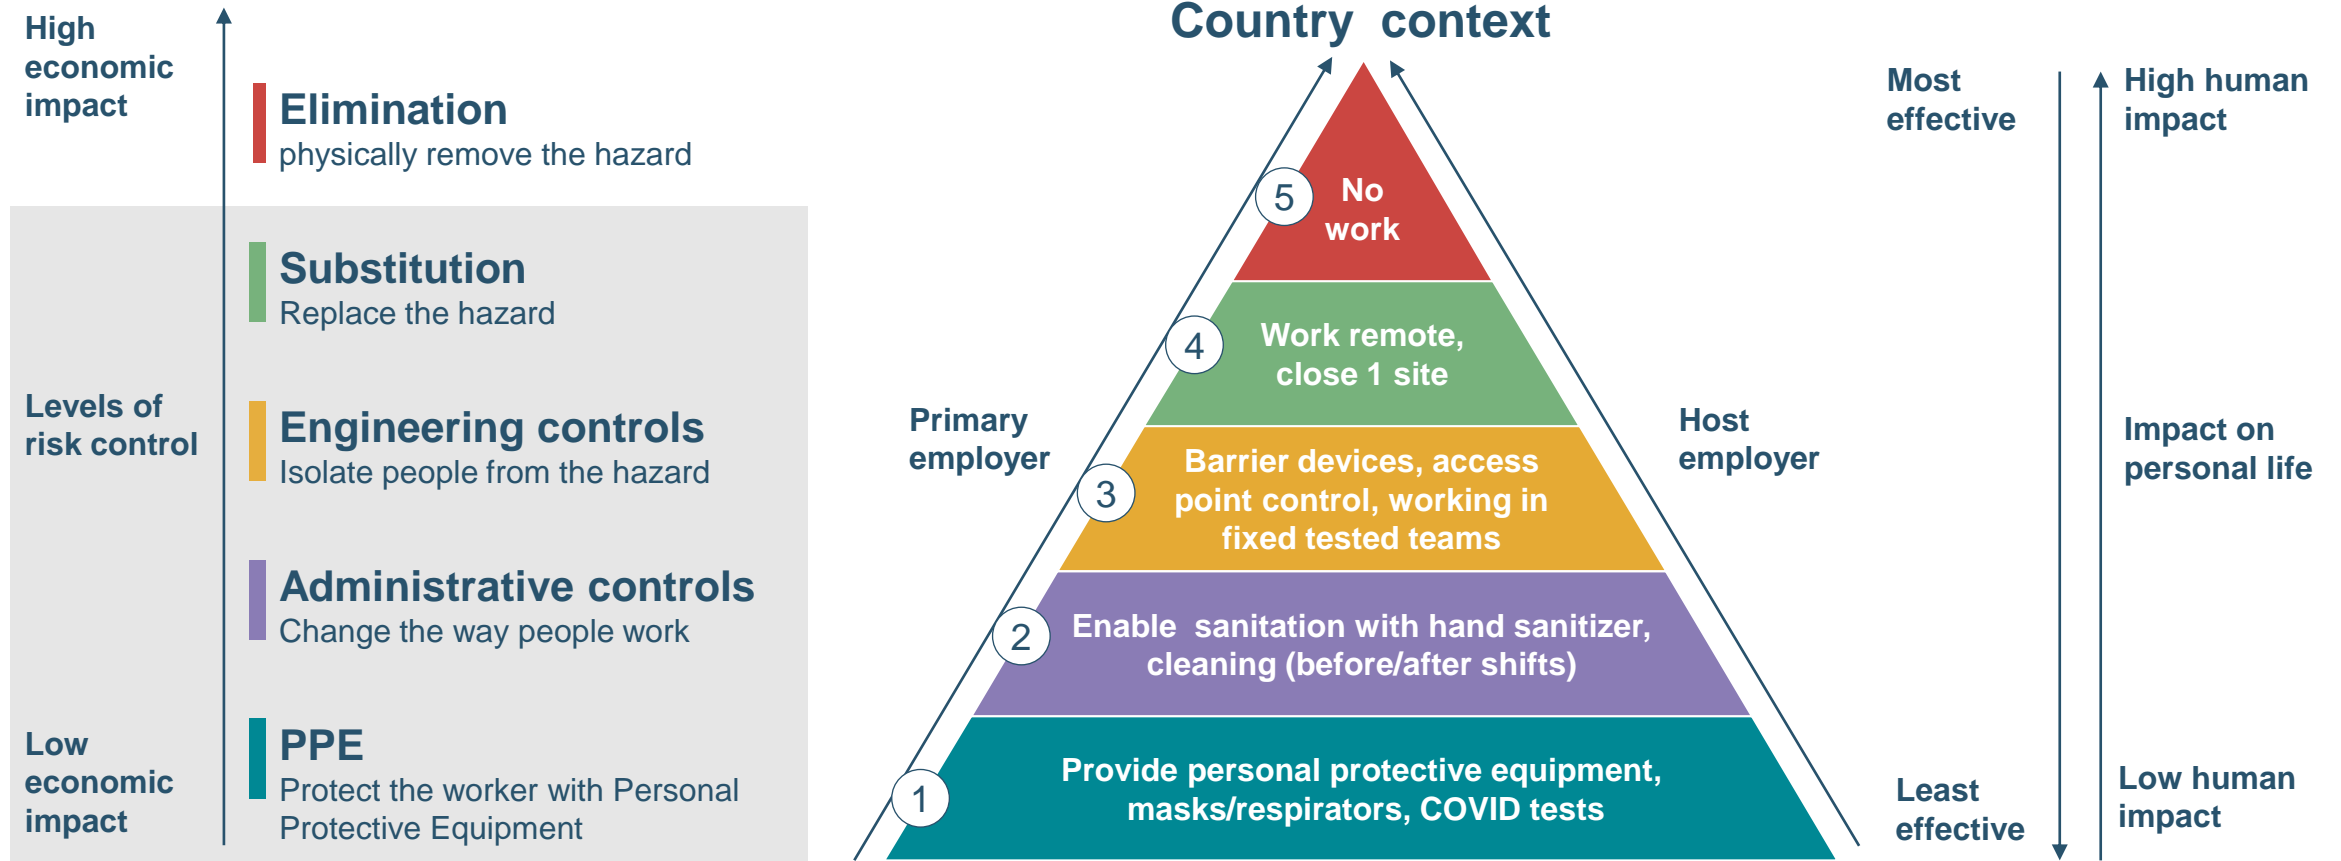 High
economic
impact
Elimination
physically remove the hazard
Substitution
Replace the hazard
Levels of
risk control
Engineering controls
Isolate people from the hazard
Administrative controls
Change the way people work
Low
economic
impact
PPE
Protect the worker with Personal
Protective Equipment
Country context
5
No
work
4
Work remote,
close 1 site
Primary
employer
Host
employer
3
Barrier devices, access
point control, working in
fixed tested teams
2
Enable sanitation with hand sanitizer,
cleaning (before/after shifts)
1
Provide personal protective equipment,
masks/respirators, COVID tests
Most
effective
Least
effective
High human
impact
Impact on
personal life
Low human
impact